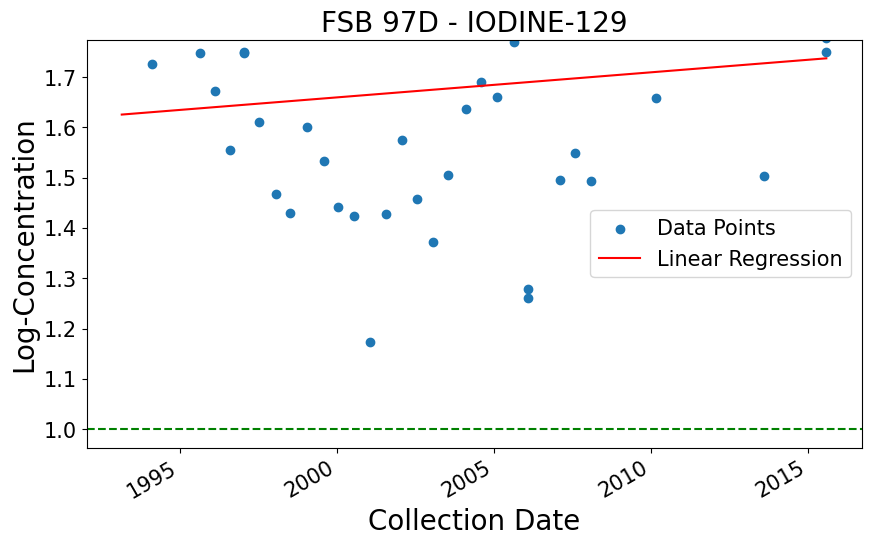 FSB 97D - IODINE-129
Log-Concentration
1.7
1.6
1.5
1.4
1.3
1.2
1.1
1.0
Data Points
Linear Regression
1995
2000
2005
2010
2015
Collection Date